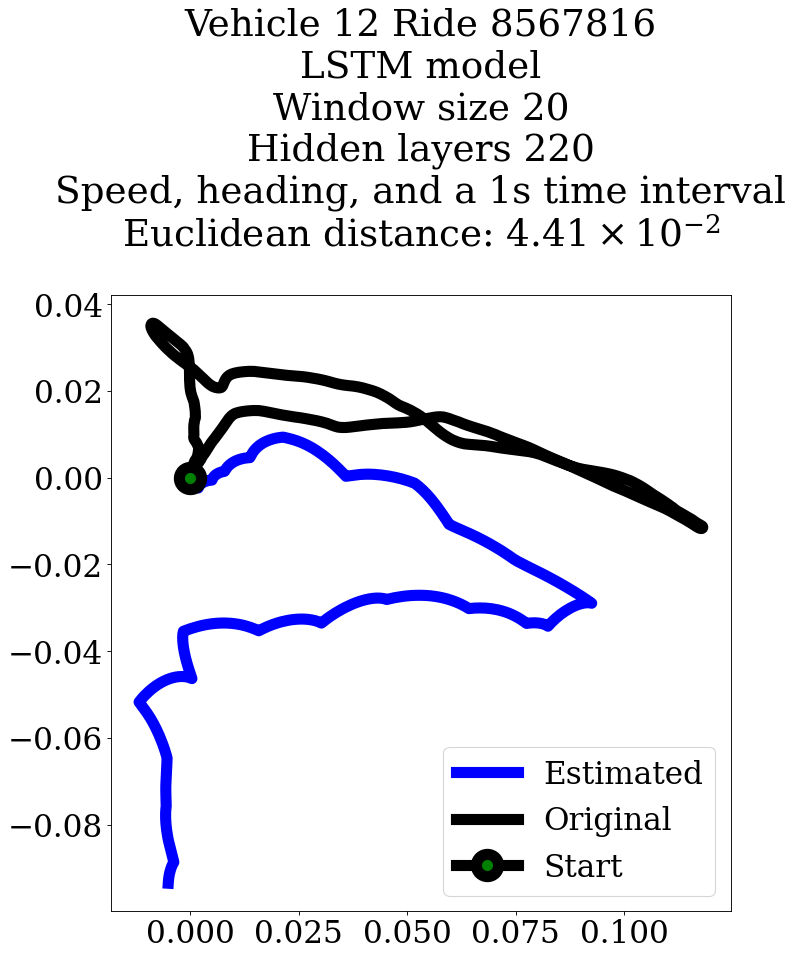 Vehicle 12 Ride 8567816
LSTM model
Window size 20
Hidden layers 220
Speed, heading, and a 1s time interval
Euclidean distance: 4.41 × 10⁻²
0.04
0.02
0.00
−0.02
−0.04
−0.06
−0.08
Estimated
Original
Start
0.000 0.025 0.050 0.075 0.100